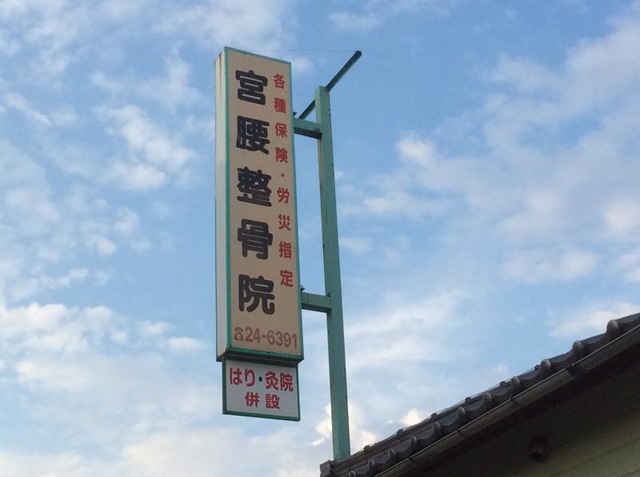 各種保険・労災指定
宮腰整骨院
☎24-6391
はり・灸院
併設